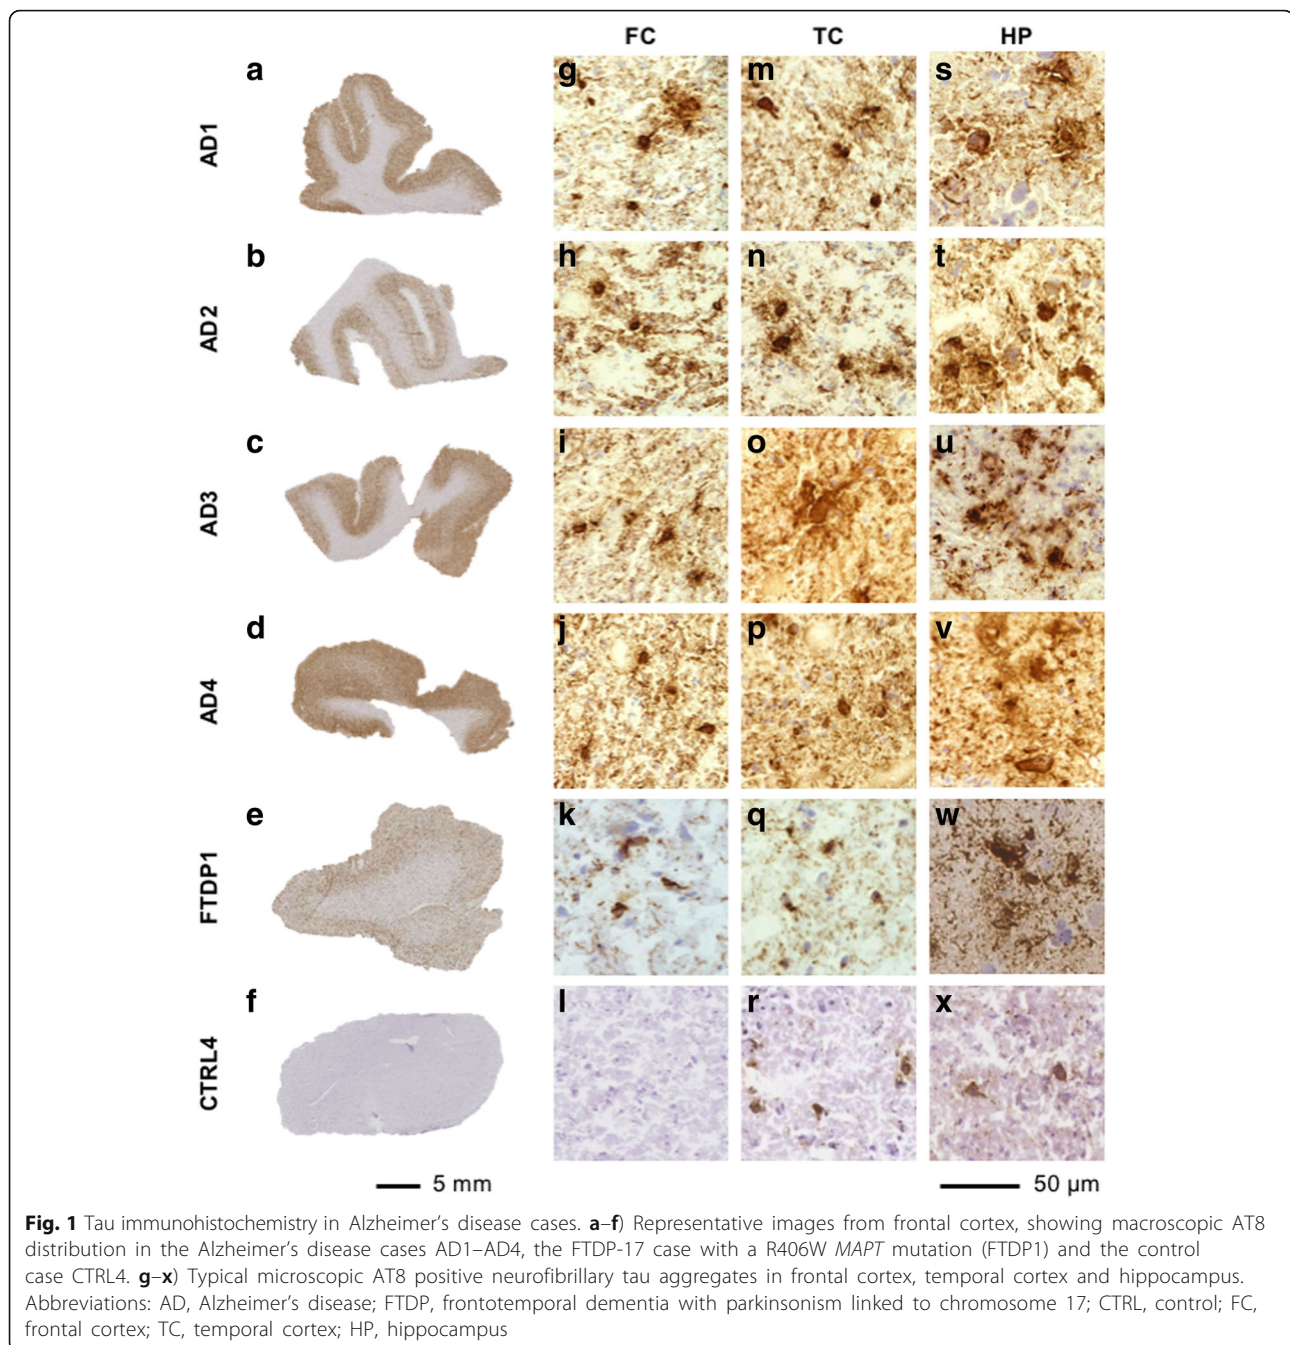 FC TC HP
a g m s
AD1
b h n t
AD2
c i o u
AD3
d j p v
AD4
e k q w
FTDP1
f l r x
CTRL4
5 mm 50 µm
Fig. 1 Tau immunohistochemistry in Alzheimer's disease cases. a–f) Representative images from frontal cortex, showing macroscopic AT8
distribution in the Alzheimer's disease cases AD1–AD4, the FTDP-17 case with a R406W MAPT mutation (FTDP1) and the control
case CTRL4. g–x) Typical microscopic AT8 positive neurofibrillary tau aggregates in frontal cortex, temporal cortex and hippocampus.
Abbreviations: AD, Alzheimer's disease; FTDP, frontotemporal dementia with parkinsonism linked to chromosome 17; CTRL, control; FC,
frontal cortex; TC, temporal cortex; HP, hippocampus